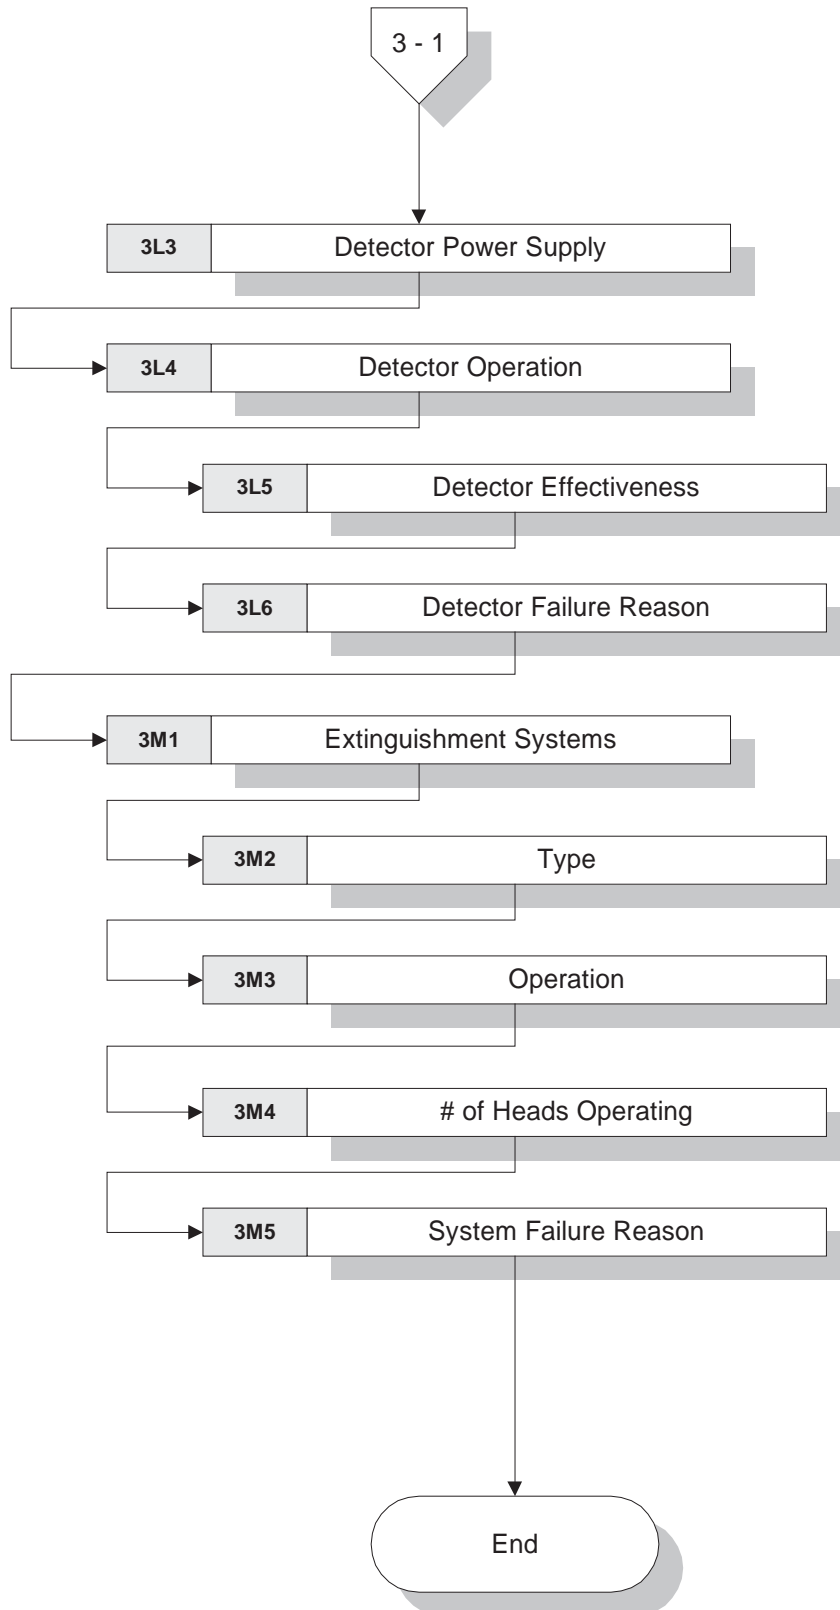 3 - 1
3L3 Detector Power Supply
3L4 Detector Operation
3L5 Detector Effectiveness
3L6 Detector Failure Reason
3M1 Extinguishment Systems
3M2 Type
3M3 Operation
3M4 # of Heads Operating
3M5 System Failure Reason
End